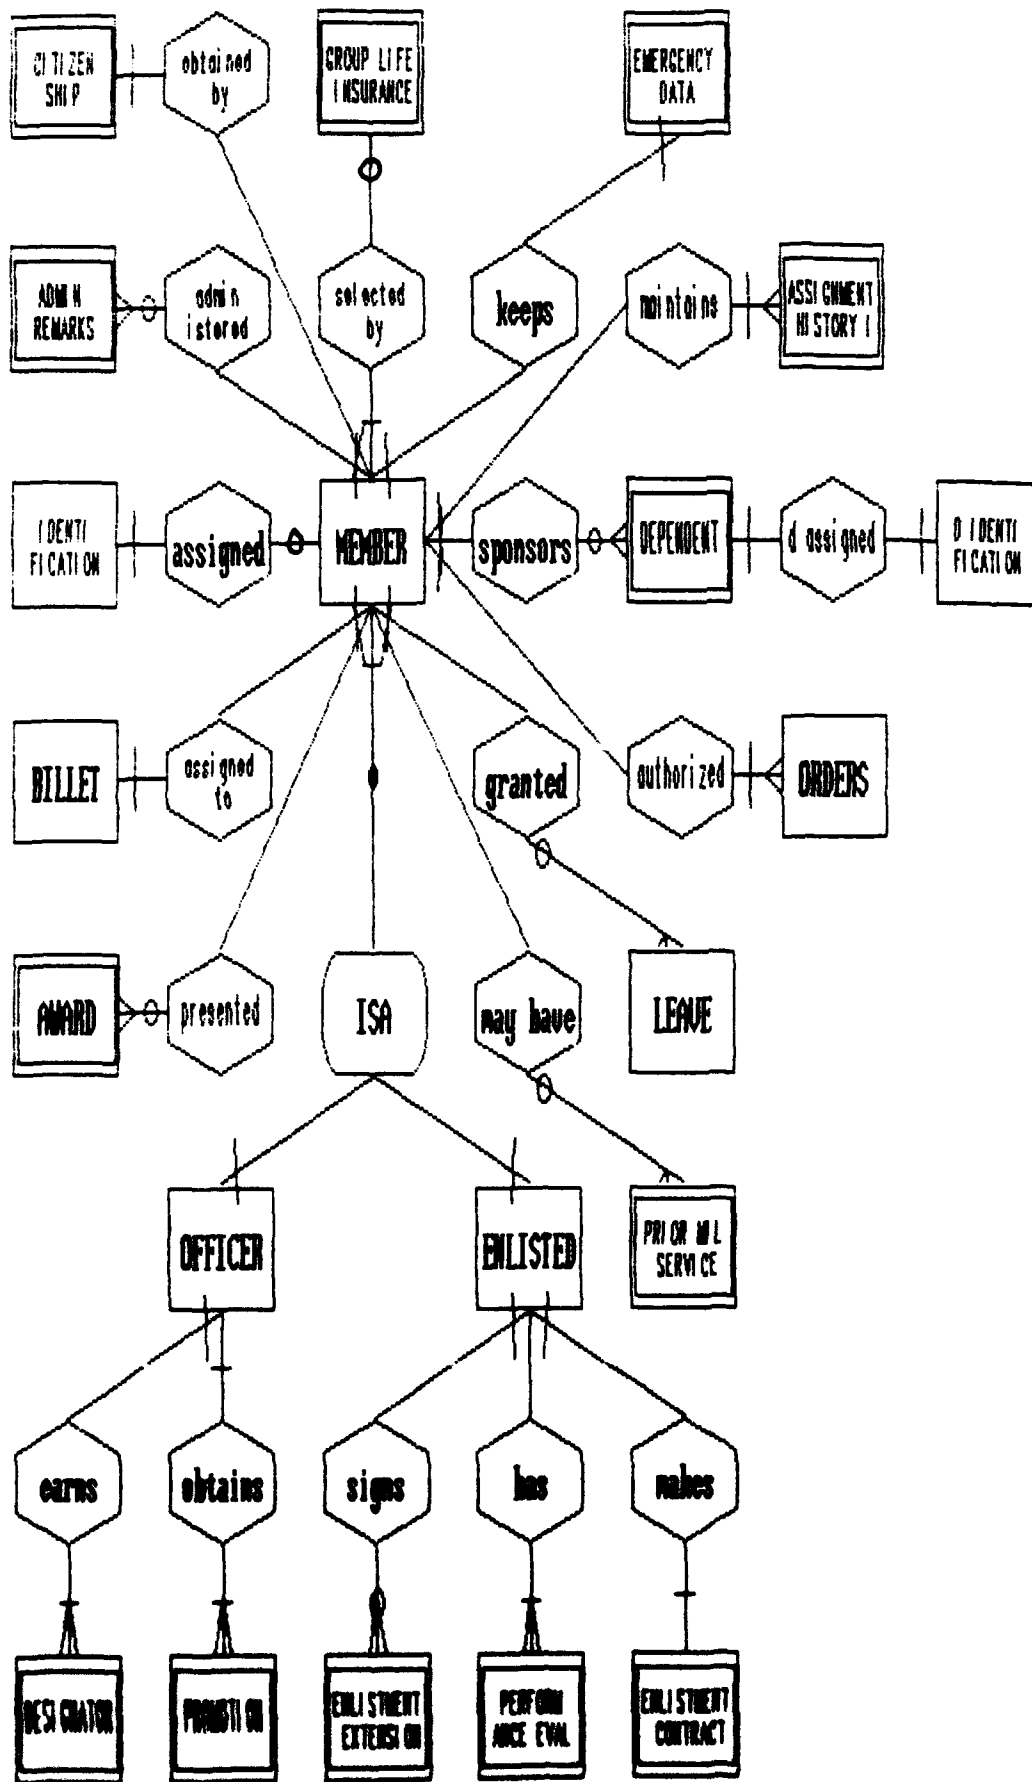 CITIZEN
SHIP
obtained
by
GROUP LIFE
INSURANCE
EMERGENCY
DATA
ADMIN
REMARKS
admin
istered
selected
by
keeps
maintains
ASSIGNMENT
HISTORY I
IDENTI
FICATION
assigned
MEMBER
sponsors
DEPENDENT
d assigned
D IDENTI
FICATION
BILLET
assigned
to
granted
authorized
ORDERS
AWARD
presented
ISA
may have
LEAVE
OFFICER
ENLISTED
PRIOR MIL
SERVICE
earns
obtains
signs
has
makes
DESIGNATOR
PROMOTION
ENLISTMENT
EXTENSION
PERFORM
ANCE EVAL
ENLISTMENT
CONTRACT